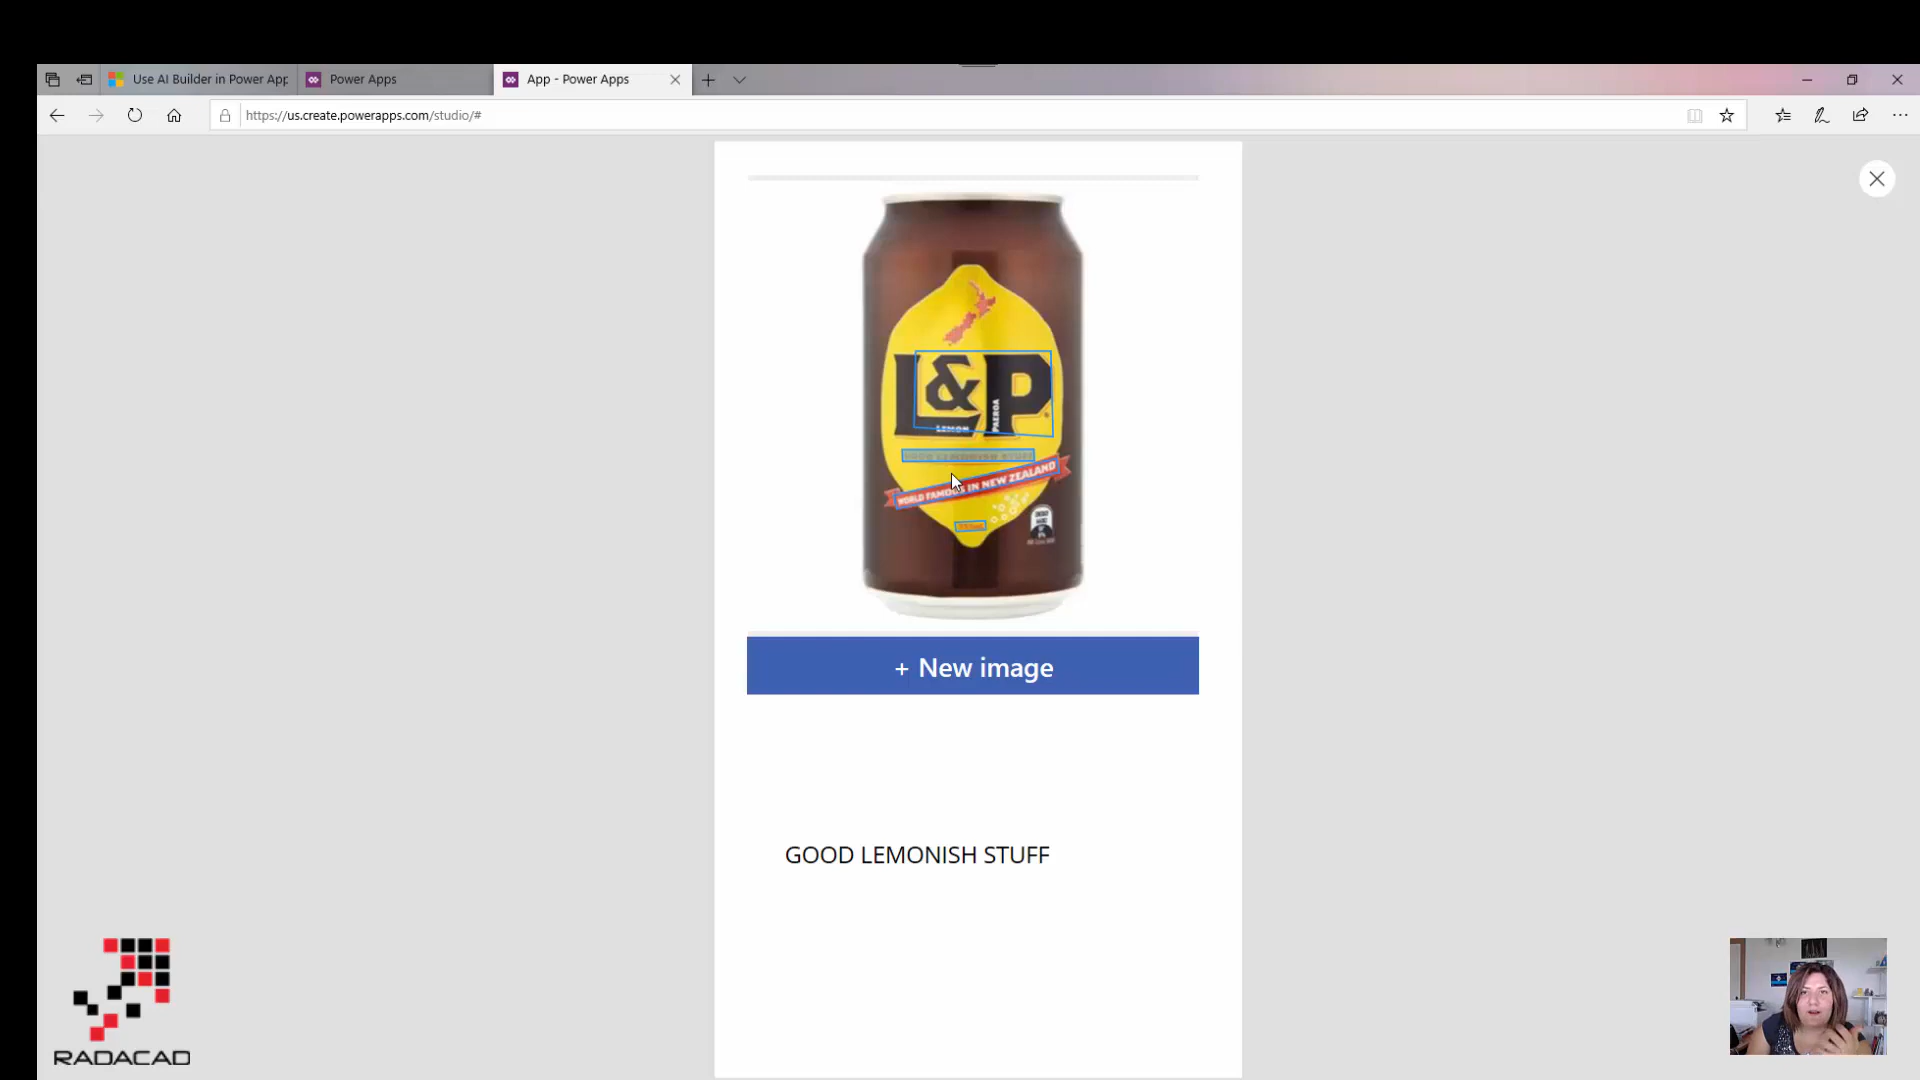 Use AI Builder in Power App
Power Apps
App - Power Apps
https://us.create.powerapps.com/studio/#
L&P
LEMON
PAEROA
WORLD FAMOUS IN NEW ZEALAND
+ New image
GOOD LEMONISH STUFF
RADACAD